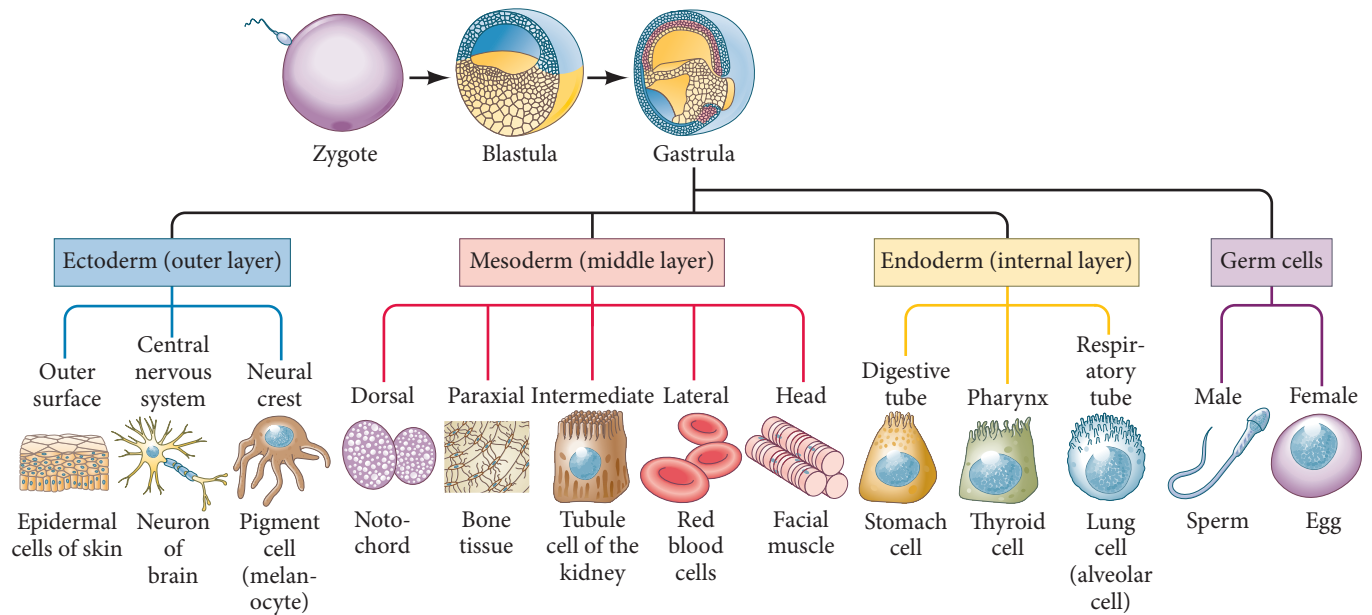 Zygote
Blastula
Gastrula
Ectoderm (outer layer)
Mesoderm (middle layer)
Endoderm (internal layer)
Germ cells
Outer
surface
Central
nervous
system
Neural
crest
Dorsal
Paraxial
Intermediate
Lateral
Head
Digestive
tube
Pharynx
Respir-
atory
tube
Male
Female
Epidermal
cells of skin
Neuron
of
brain
Pigment
cell
(melan-
ocyte)
Noto-
chord
Bone
tissue
Tubule
cell of the
kidney
Red
blood
cells
Facial
muscle
Stomach
cell
Thyroid
cell
Lung
cell
(alveolar
cell)
Sperm
Egg